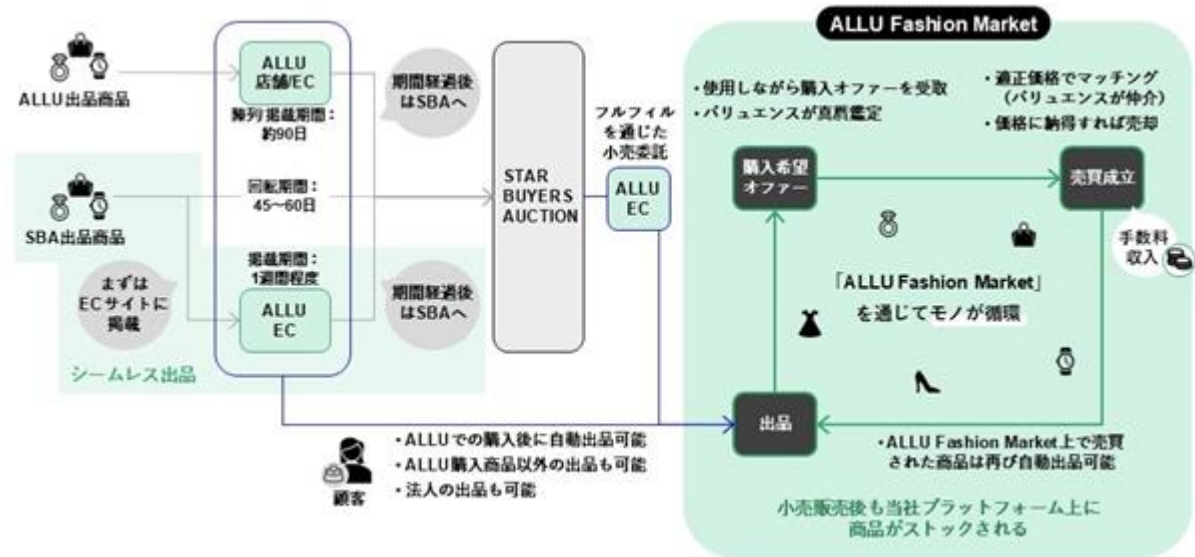 ALLU出品商品
ALLU
店舗/EC
陳列/掲載期間：
約90日
期間経過後
はSBAへ
SBA出品商品
回転期間：
45〜60日
まずは
ECサイトに
掲載
掲載期間：
1週間程度
ALLU
EC
期間経過後
はSBAへ
シームレス出品
STAR
BUYERS
AUCTION
フルフィル
を通じた
小売委託
ALLU
EC
顧客
・ALLUでの購入後に自動出品可能
・ALLU購入商品以外の出品も可能
・法人の出品も可能
ALLU Fashion Market
・使用しながら購入オファーを受取
・バリュエンスが真贋鑑定
・適正価格でマッチング
（バリュエンスが仲介）
・価格に納得すれば売却
購入希望
オファー
売買成立
手数料
収入
「ALLU Fashion Market」
を通じてモノが循環
出品
・ALLU Fashion Market上で売買
された商品は再び自動出品可能
小売販売後も当社プラットフォーム上に
商品がストックされる